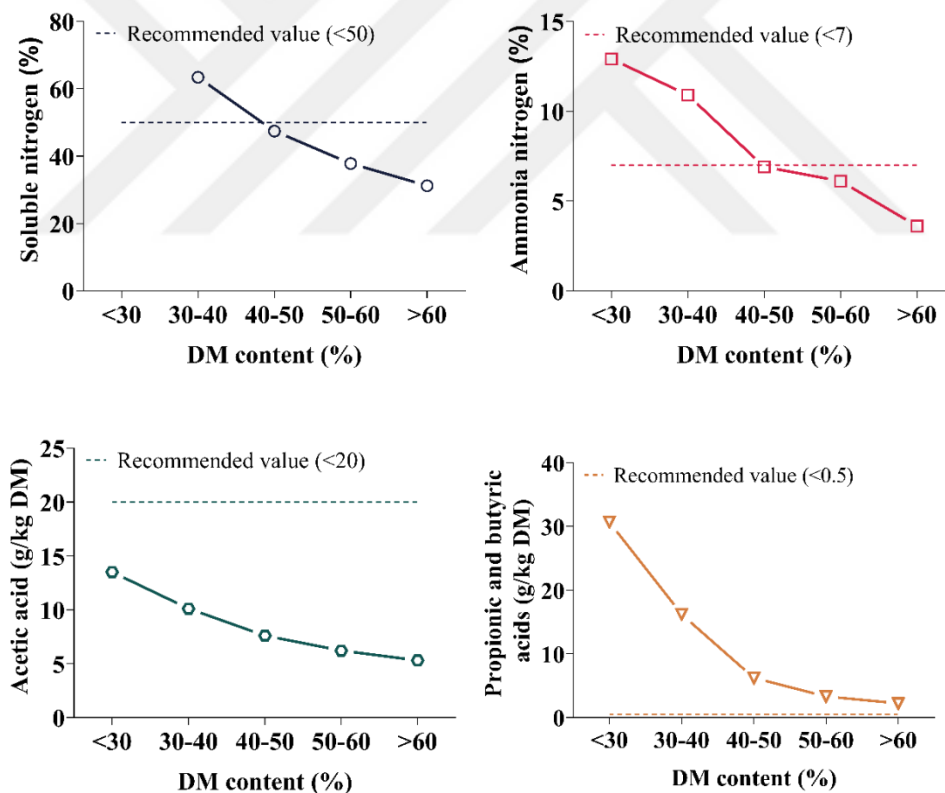 Soluble nitrogen (%)
80
60
40
20
0
Recommended value (<50)
<30 30-40 40-50 50-60 >60
DM content (%)
Ammonia nitrogen (%)
15
10
5
0
Recommended value (<7)
<30 30-40 40-50 50-60 >60
DM content (%)
Acetic acid (g/kg DM)
25
20
15
10
5
0
Recommended value (<20)
<30 30-40 40-50 50-60 >60
DM content (%)
Propionic and butyric
acids (g/kg DM)
40
30
20
10
0
Recommended value (<0.5)
<30 30-40 40-50 50-60 >60
DM content (%)